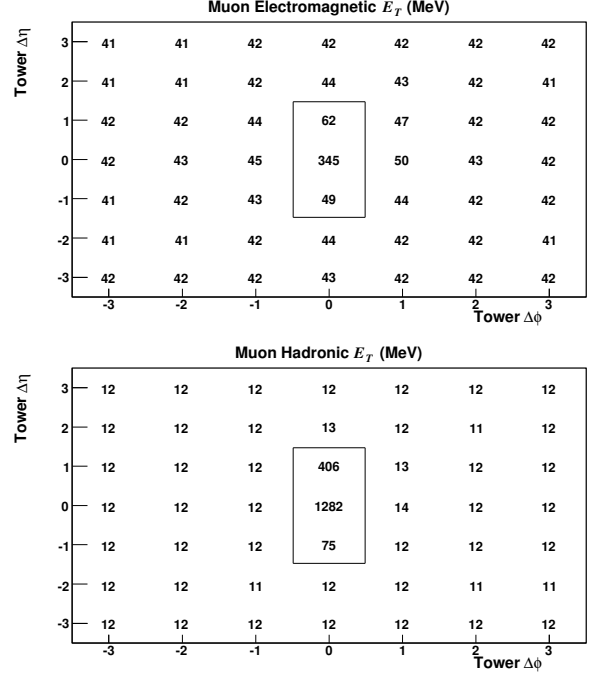 Muon Electromagnetic E_T (MeV)
Tower Δη
3 41 41 42 42 42 42 42
2 41 41 42 44 43 42 41
1 42 42 44 62 47 42 42
0 42 43 45 345 50 43 42
-1 41 42 43 49 44 42 42
-2 41 41 42 44 42 42 41
-3 42 42 42 43 42 42 42
-3 -2 -1 0 1 2 3
Tower Δϕ
Muon Hadronic E_T (MeV)
Tower Δη
3 12 12 12 12 12 12 12
2 12 12 12 13 12 11 12
1 12 12 12 406 13 12 12
0 12 12 12 1282 14 12 12
-1 12 12 12 75 12 12 12
-2 12 12 11 12 12 11 11
-3 12 12 12 12 12 12 12
-3 -2 -1 0 1 2 3
Tower Δϕ